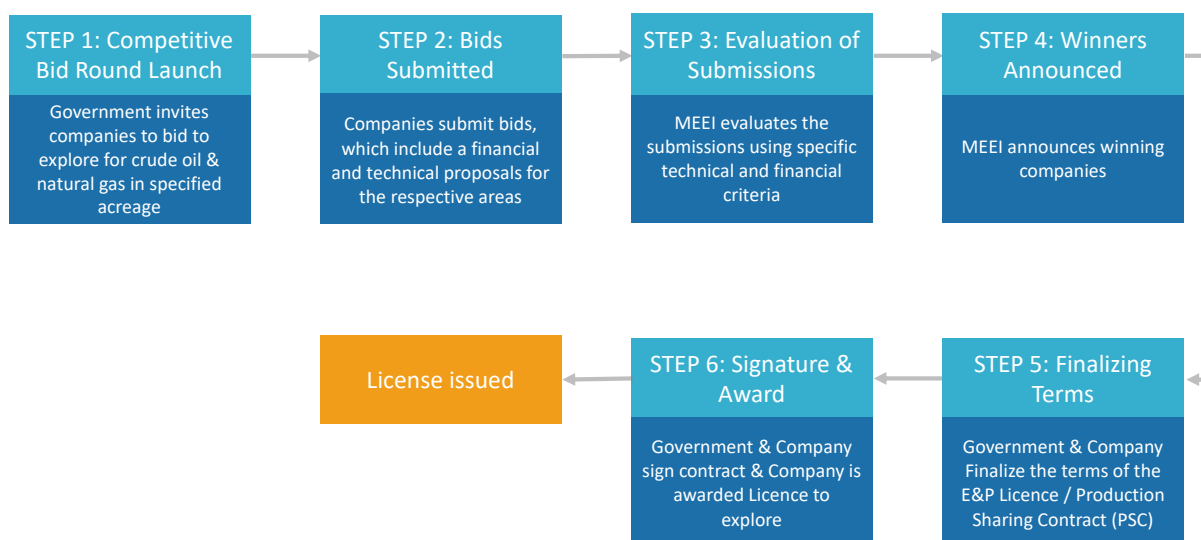 STEP 1: Competitive
Bid Round Launch
Government invites
companies to bid to
explore for crude oil &
natural gas in specified
acreage
STEP 2: Bids
Submitted
Companies submit bids,
which include a financial
and technical proposals for
the respective areas
STEP 3: Evaluation of
Submissions
MEEI evaluates the
submissions using specific
technical and financial
criteria
STEP 4: Winners
Announced
MEEI announces winning
companies
STEP 5: Finalizing
Terms
Government & Company
Finalize the terms of the
E&P Licence / Production
Sharing Contract (PSC)
STEP 6: Signature &
Award
Government & Company
sign contract & Company is
awarded Licence to
explore
License issued